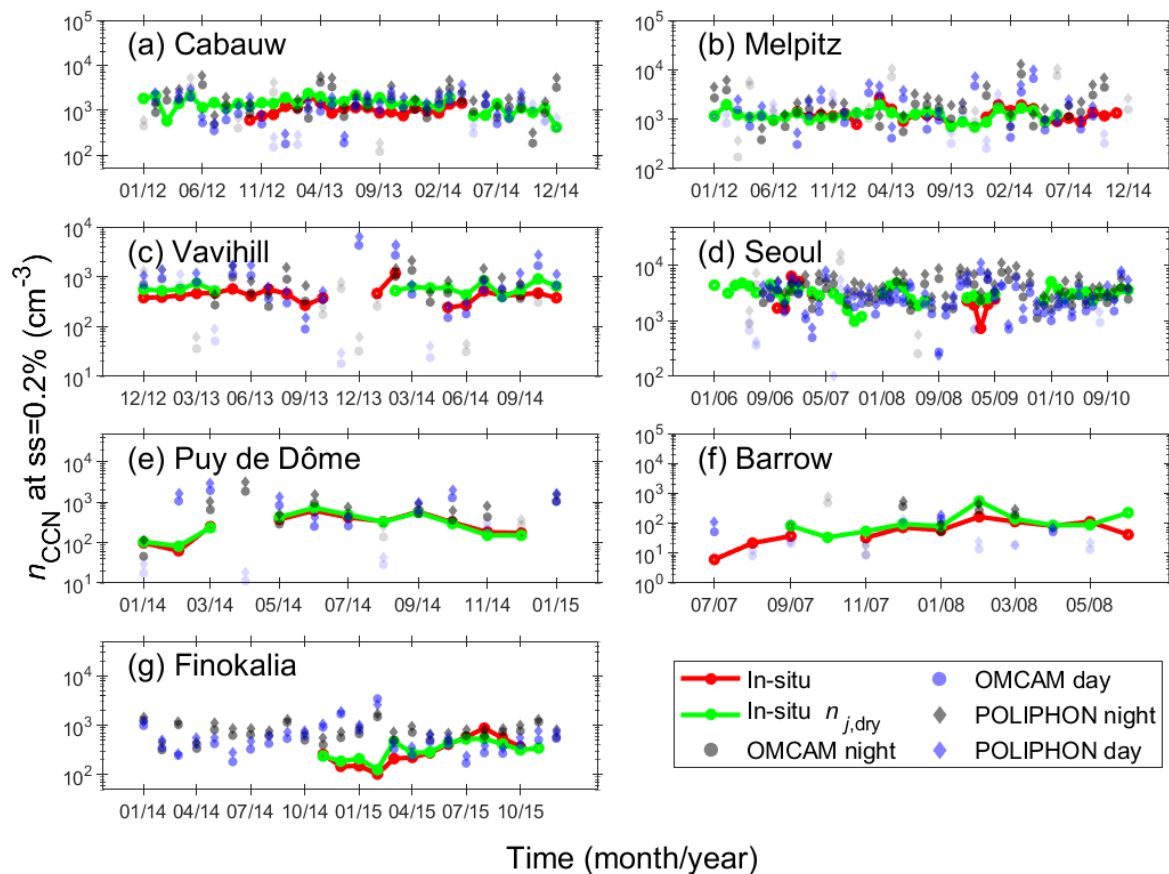 (a) Cabauw
10^5
10^4
10^3
10^2
01/12 06/12 11/12 04/13 09/13 02/14 07/14 12/14
(b) Melpitz
10^5
10^4
10^3
10^2
01/12 06/12 11/12 04/13 09/13 02/14 07/14 12/14
(c) Vavihill
10^4
10^3
10^2
10^1
12/12 03/13 06/13 09/13 12/13 03/14 06/14 09/14
(d) Seoul
10^4
10^3
10^2
01/06 09/06 05/07 01/08 09/08 05/09 01/10 09/10
n_CCN at ss=0.2% (cm^-3)
(e) Puy de Dôme
10^4
10^3
10^2
10^1
01/14 03/14 05/14 07/14 09/14 11/14 01/15
(f) Barrow
10^5
10^4
10^3
10^2
10^1
10^0
07/07 09/07 11/07 01/08 03/08 05/08
(g) Finokalia
10^4
10^3
10^2
01/14 04/14 07/14 10/14 01/15 04/15 07/15 10/15
In-situ
In-situ n_j,dry
OMCAM night
OMCAM day
POLIPHON night
POLIPHON day
Time (month/year)